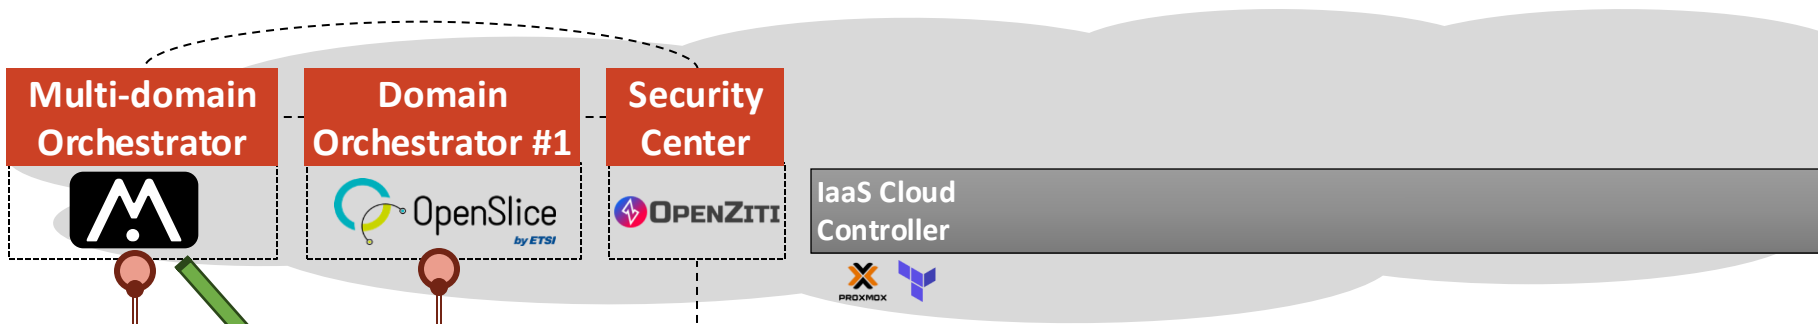 Multi-domain
Orchestrator
Domain
Orchestrator #1
Security
Center
OpenSlice
by ETSI
OPENZITI
IaaS Cloud
Controller
PROXMOX